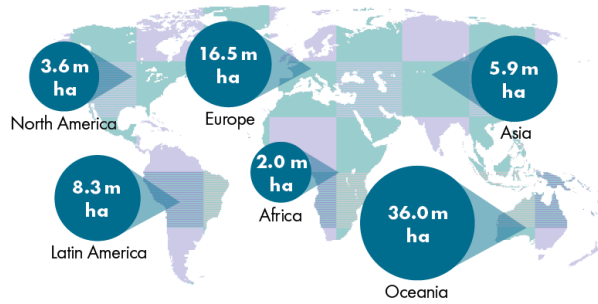 3.6 m
ha
North America
16.5 m
ha
Europe
5.9 m
ha
Asia
8.3 m
ha
Latin America
2.0 m
ha
Africa
36.0 m
ha
Oceania